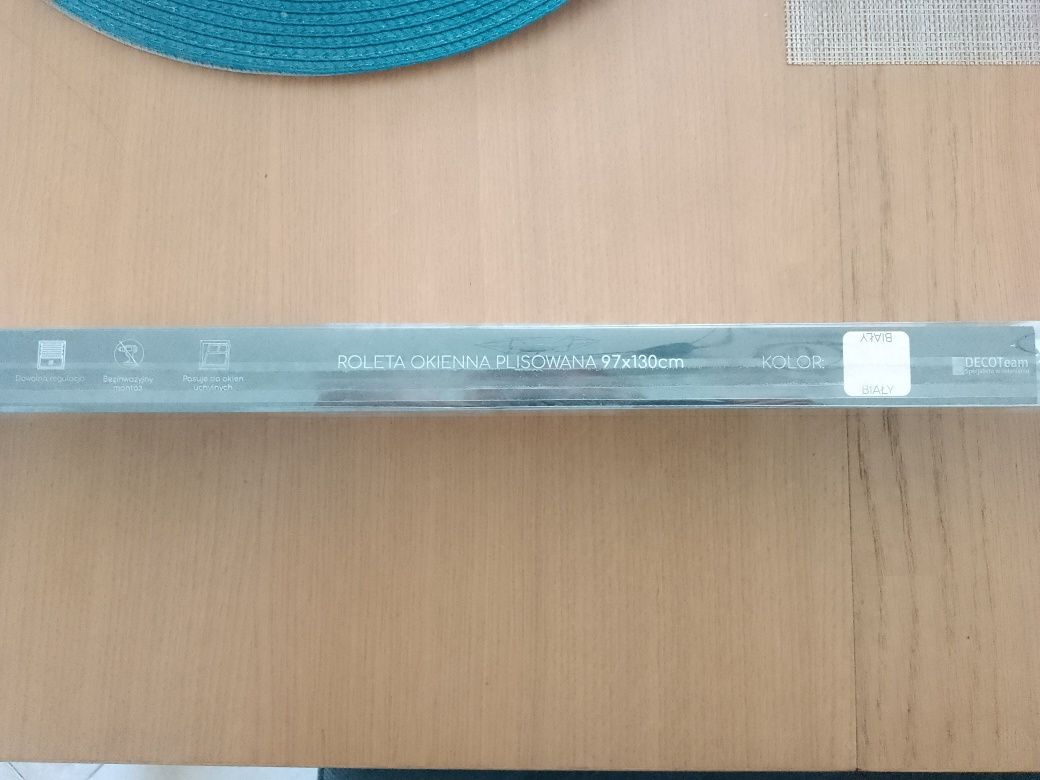 Dowolna regulacja
Bezinwazyjny
montaż
Pasuje do okien
uchylnych
ROLETA OKIENNA PLISOWANA 97x130cm
KOLOR:
BIAŁY
BIAŁY
DECOTeam